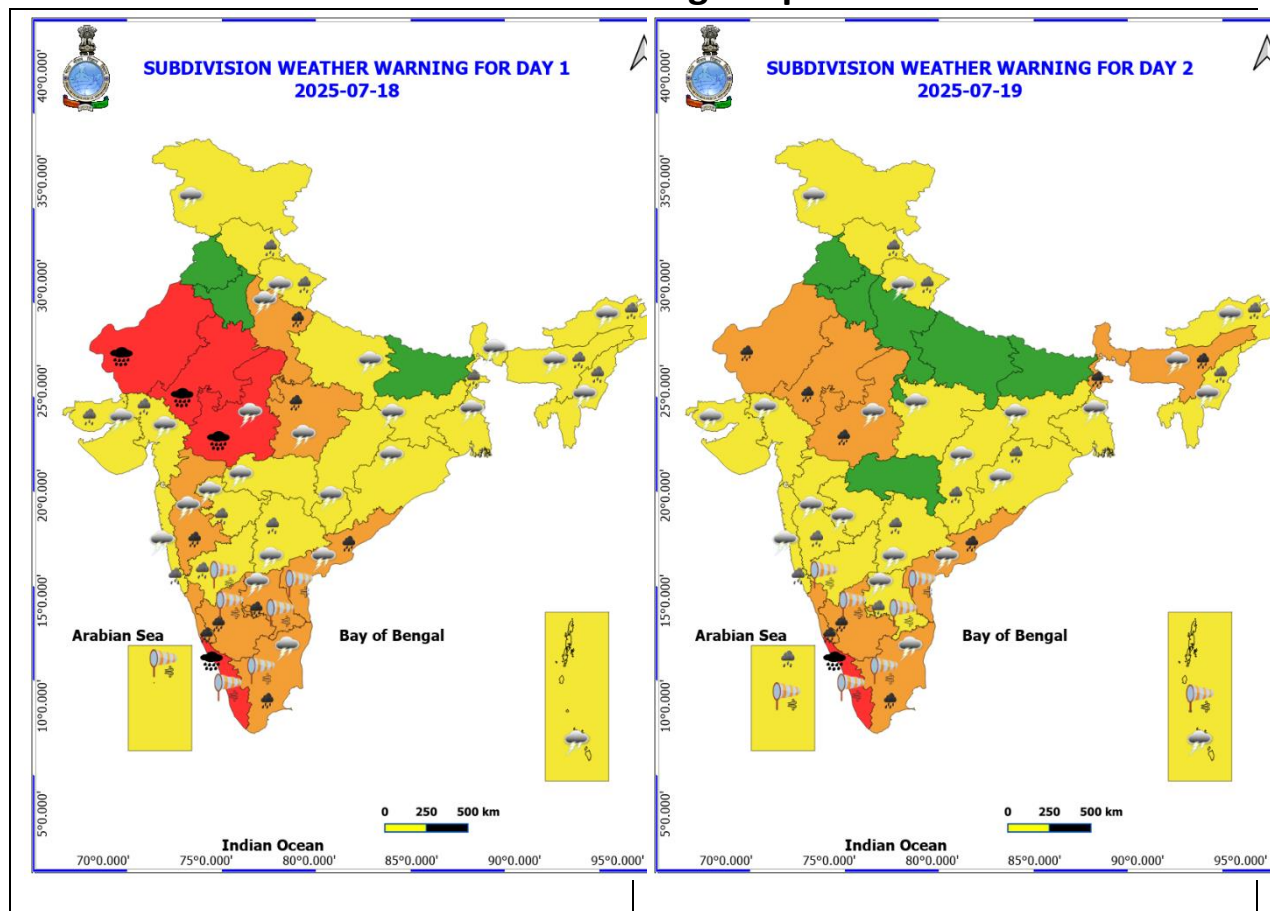 SUBDIVISION WEATHER WARNING FOR DAY 1
2025-07-18
40°0.000'
35°0.000'
30°0.000'
25°0.000'
20°0.000'
15°0.000'
10°0.000'
5°0.000'
Arabian Sea
Bay of Bengal
0 250 500 km
Indian Ocean
70°0.000' 75°0.000' 80°0.000' 85°0.000' 90°0.000' 95°0.000'
SUBDIVISION WEATHER WARNING FOR DAY 2
2025-07-19
40°0.000'
35°0.000'
30°0.000'
25°0.000'
20°0.000'
15°0.000'
10°0.000'
5°0.000'
Arabian Sea
Bay of Bengal
0 250 500 km
Indian Ocean
70°0.000' 75°0.000' 80°0.000' 85°0.000' 90°0.000' 95°0.000'